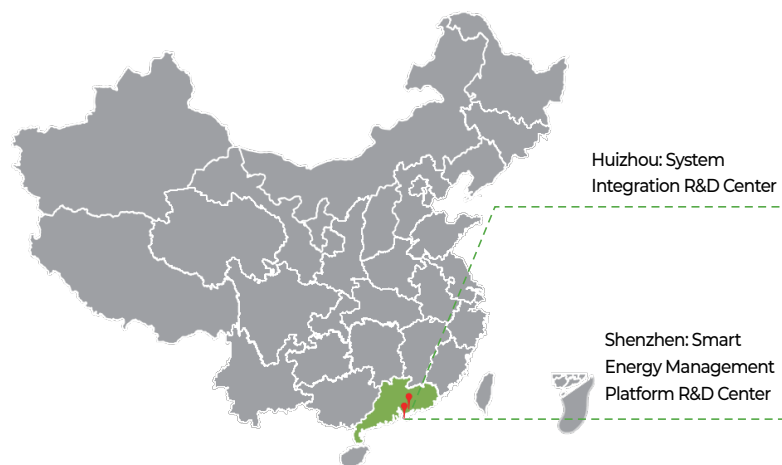 Huizhou: System
Integration R&D Center
Shenzhen: Smart
Energy Management
Platform R&D Center